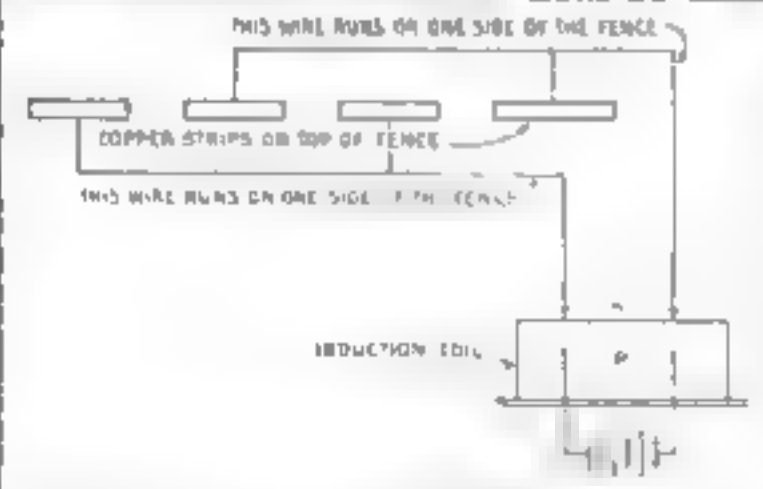 THIS WIRE RUNS ON ONE SIDE OF THE FENCE
COPPER STRIPS ON TOP OF FENCE
THIS WIRE RUNS ON ONE SIDE FENCE
INDUCTION COIL
P